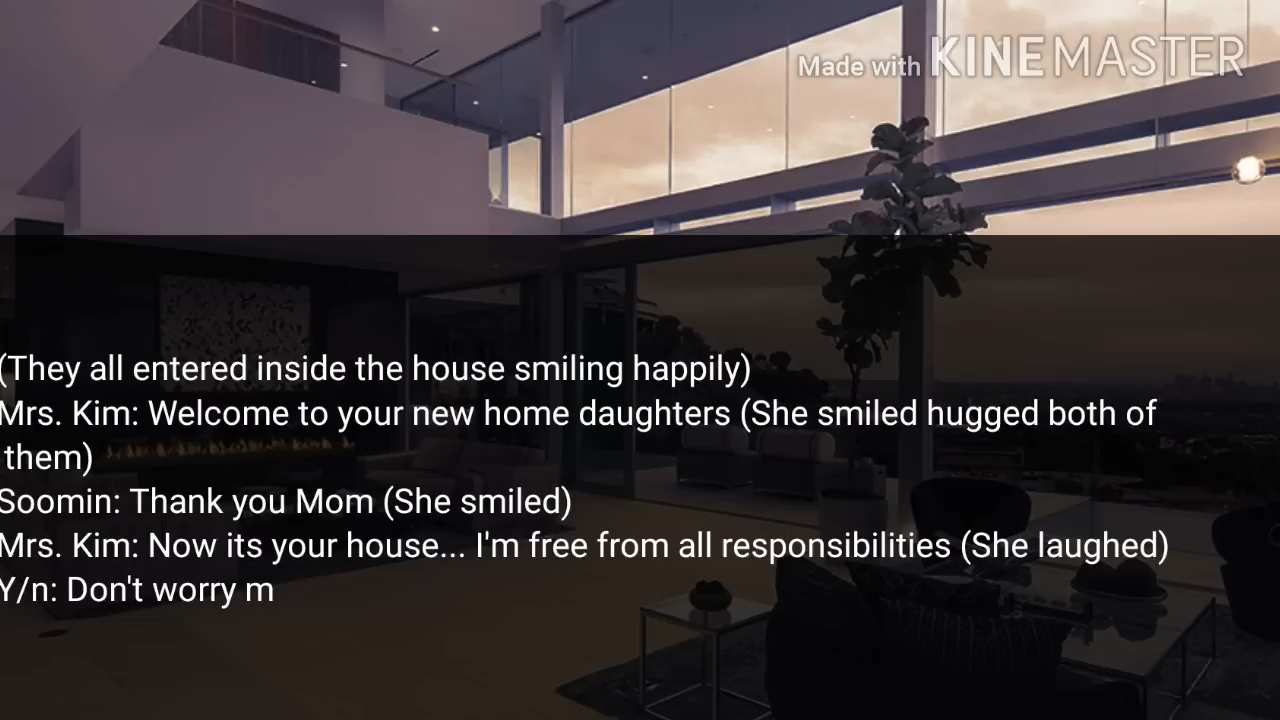 Made with KINEMASTER
(They all entered inside the house smiling happily)
Mrs. Kim: Welcome to your new home daughters (She smiled hugged both of
them)
Soomin: Thank you Mom (She smiled)
Mrs. Kim: Now its your house... I'm free from all responsibilities (She laughed)
Y/n: Don't worry m